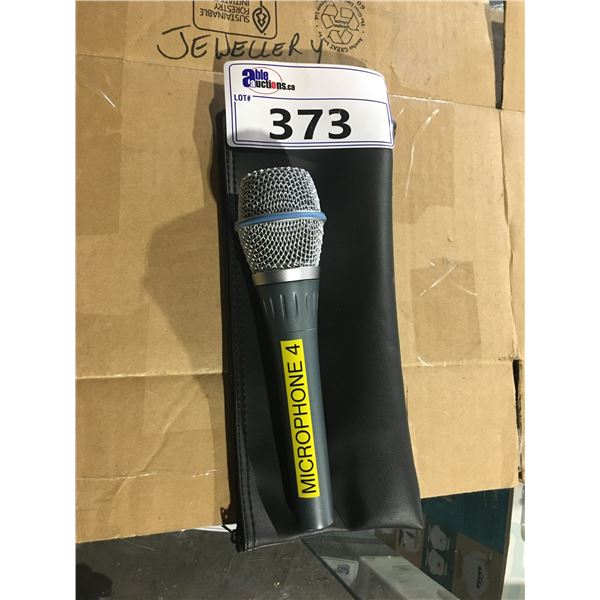 SUSTAINABLE
FORESTRY
INITIATIVE
JEWELLERY
able
auctions.ca
LOT#
373
MICROPHONE 4